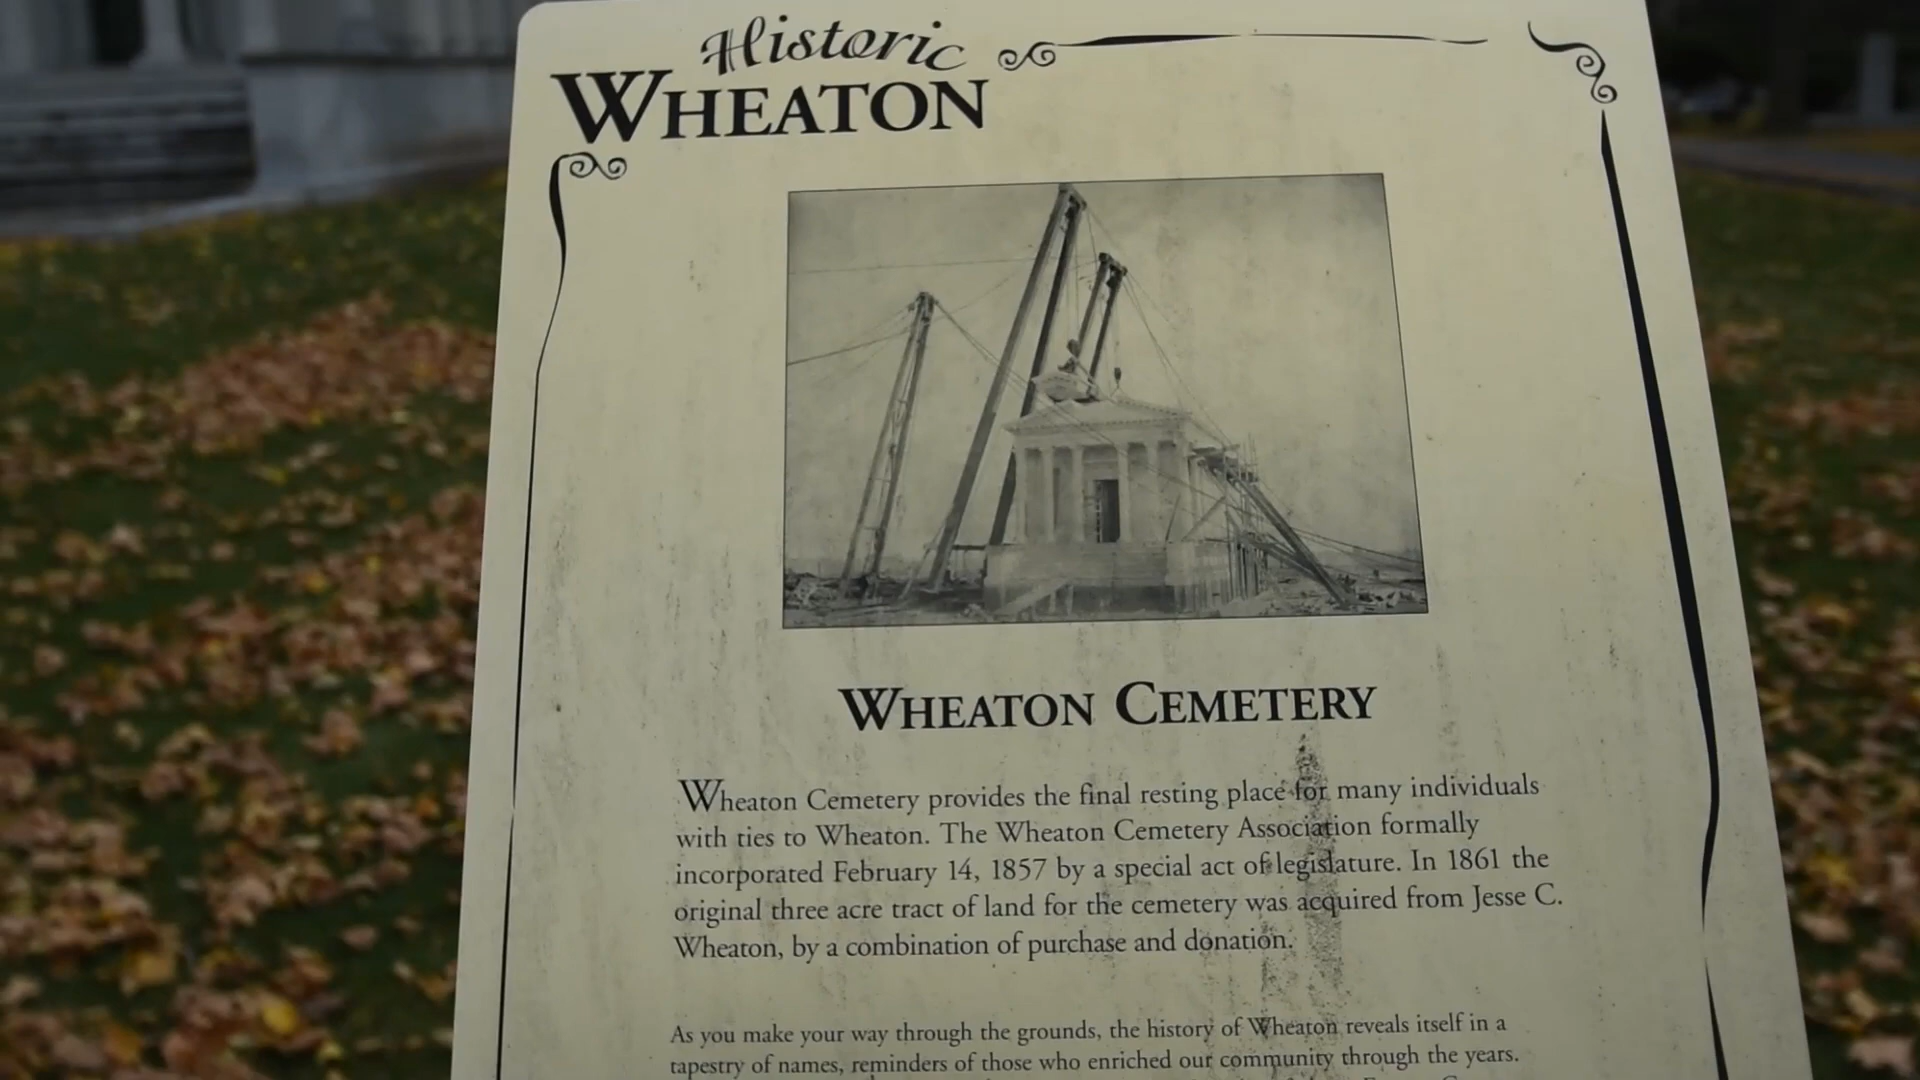 Historic
WHEATON
WHEATON CEMETERY
Wheaton Cemetery provides the final resting place for many individuals
with ties to Wheaton. The Wheaton Cemetery Association formally
incorporated February 14, 1857 by a special act of legislature. In 1861 the
original three acre tract of land for the cemetery was acquired from Jesse C.
Wheaton, by a combination of purchase and donation.
As you make your way through the grounds, the history of Wheaton reveals itself in a
tapestry of names, reminders of those who enriched our community through the years.